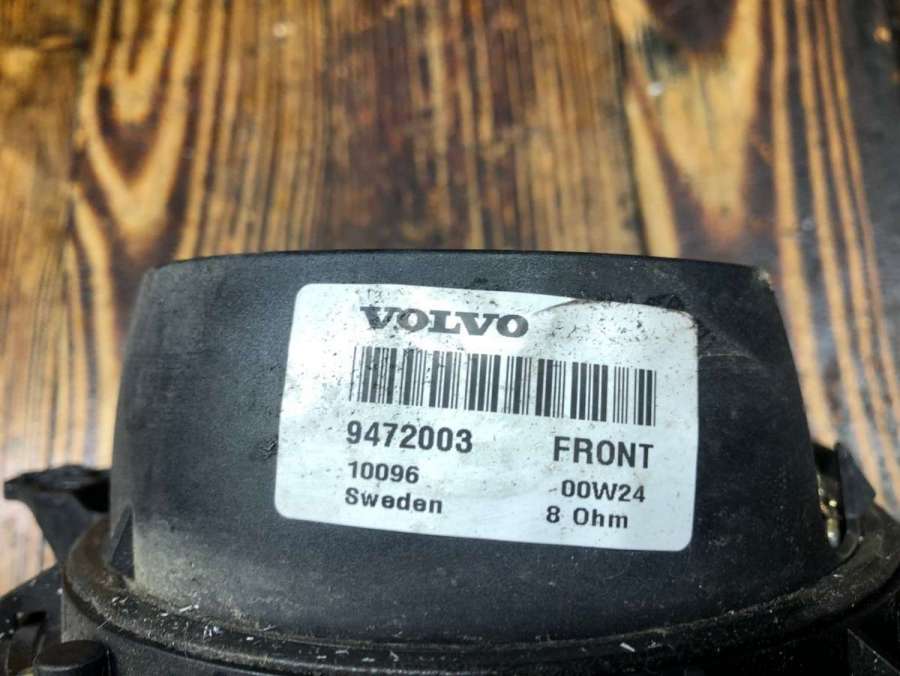 VOLVO
9472003 FRONT
10096 00W24
Sweden 8 Ohm